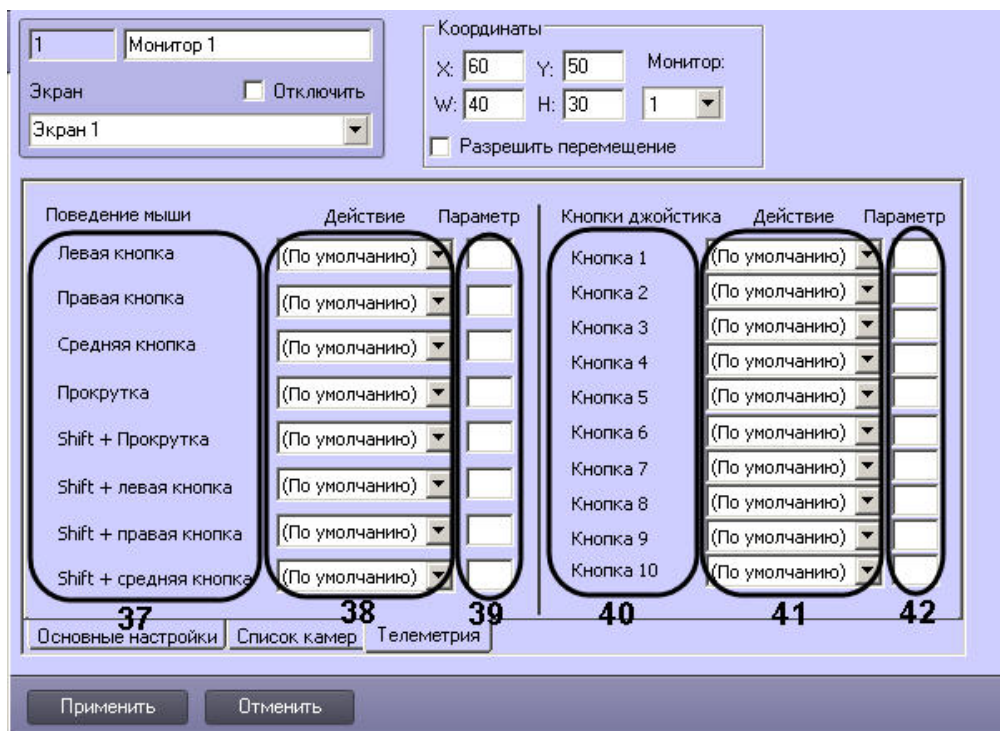 1 Монитор 1
Экран Отключить
Экран 1
Координаты
X: 60 Y: 50 Монитор:
W: 40 H: 30 1
Разрешить перемещение
Поведение мыши Действие Параметр Кнопки джойстика Действие Параметр
Левая кнопка (По умолчанию) Кнопка 1 (По умолчанию)
Правая кнопка (По умолчанию) Кнопка 2 (По умолчанию)
Кнопка 3 (По умолчанию)
Средняя кнопка (По умолчанию) Кнопка 4 (По умолчанию)
Прокрутка (По умолчанию) Кнопка 5 (По умолчанию)
Shift + Прокрутка (По умолчанию) Кнопка 6 (По умолчанию)
Кнопка 7 (По умолчанию)
Shift + левая кнопка (По умолчанию) Кнопка 8 (По умолчанию)
Shift + правая кнопка (По умолчанию) Кнопка 9 (По умолчанию)
Shift + средняя кнопка (По умолчанию) Кнопка 10 (По умолчанию)
37 38 39 40 41 42
Основные настройки Список камер Телеметрия
Применить Отменить